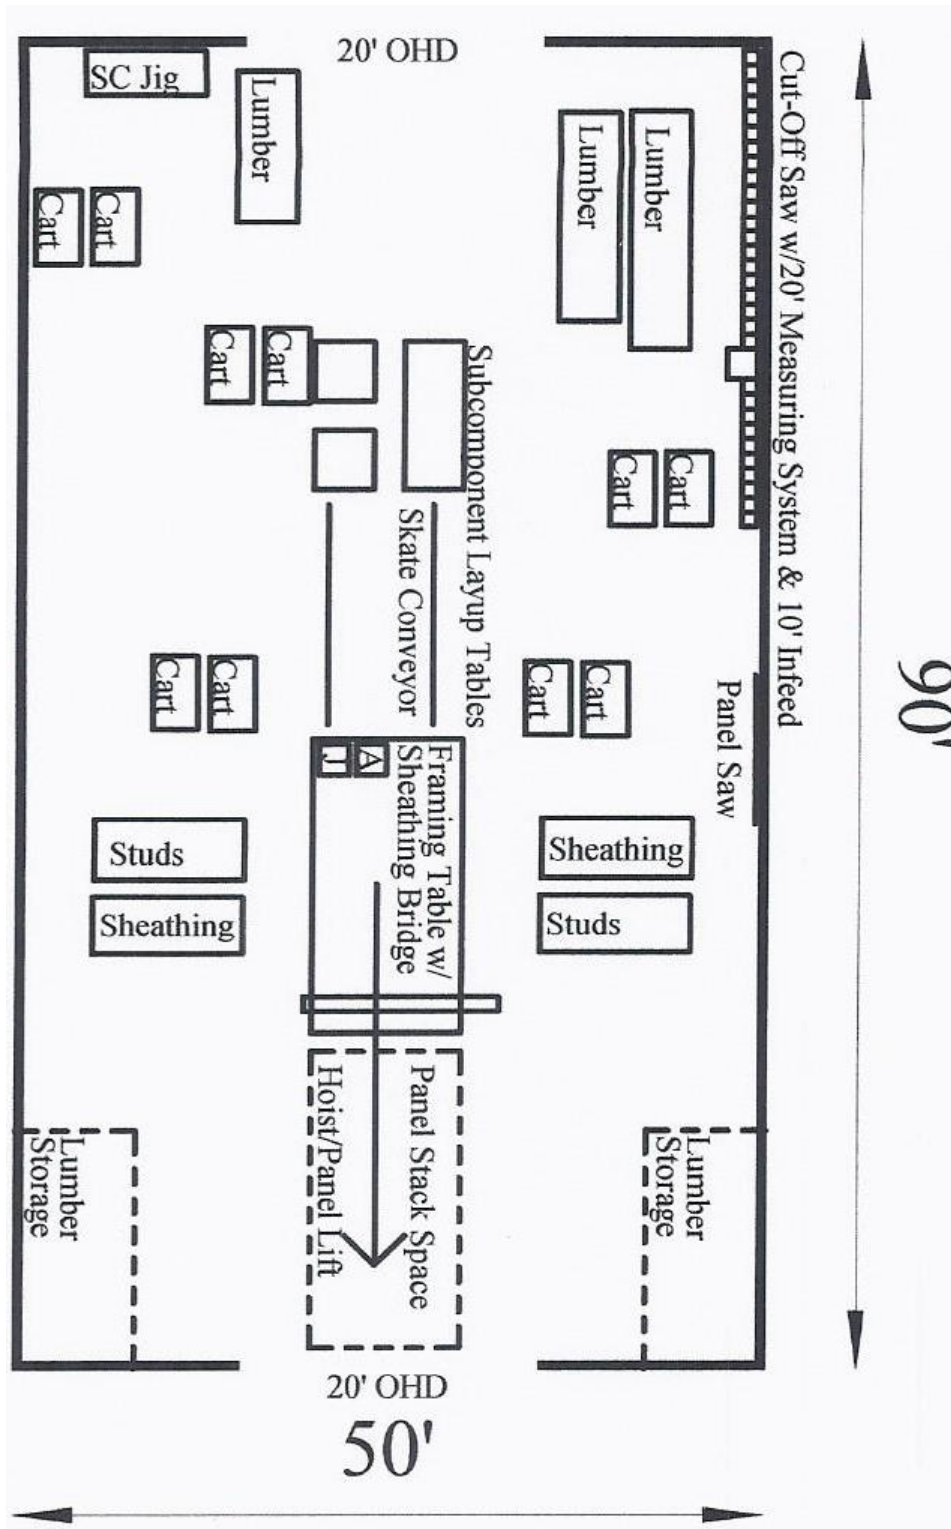 20' OHD
SC Jig
Lumber
Lumber
Lumber
Cut-Off Saw w/20' Measuring System & 10' Infeed
Cart
Cart
Cart
Cart
Subcomponent Layup Tables
Skate Conveyor
Cart
Cart
90'
Cart
Cart
Cart
Cart
Panel Saw
J
A
Framing Table w/
Sheathing Bridge
Studs
Sheathing
Sheathing
Studs
Panel Stack Space
Hoist/Panel Lift
Lumber
Storage
Lumber
Storage
20' OHD
50'